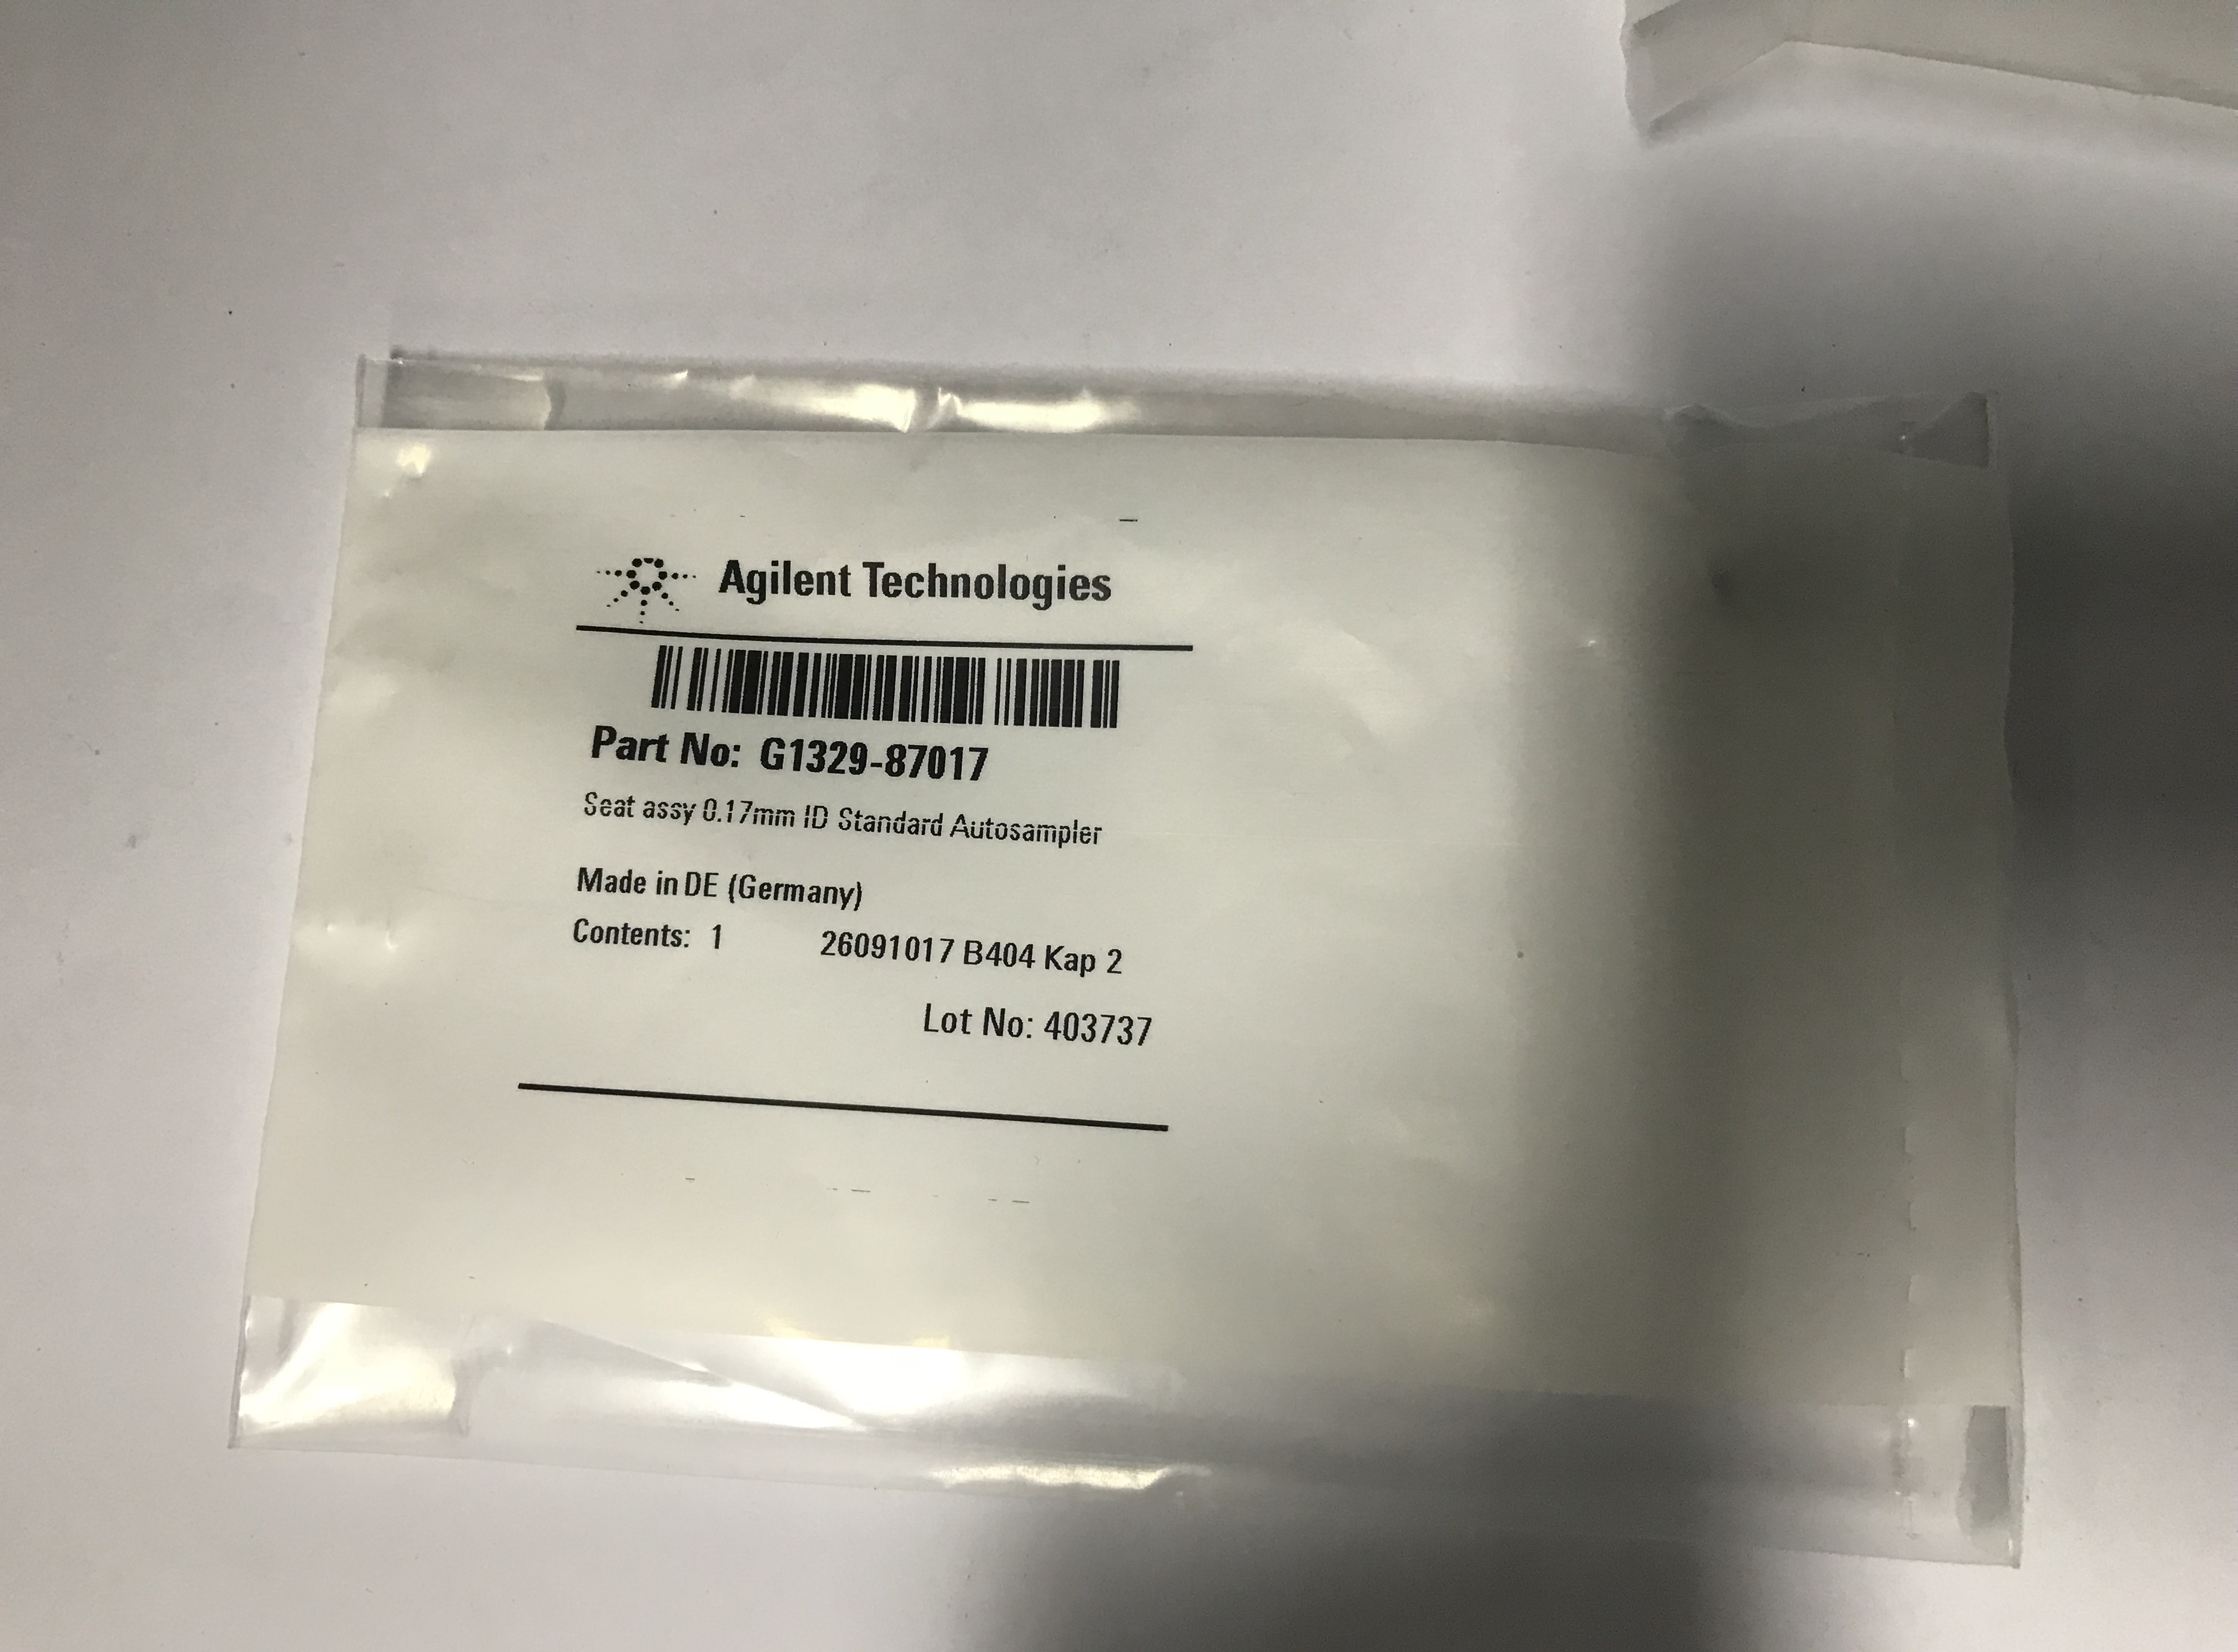 Agilent Technologies
Part No: G1329-87017
Seat assy 0.17mm ID Standard Autosampler
Made in DE (Germany)
Contents: 1 26091017 B404 Kap 2
Lot No: 403737